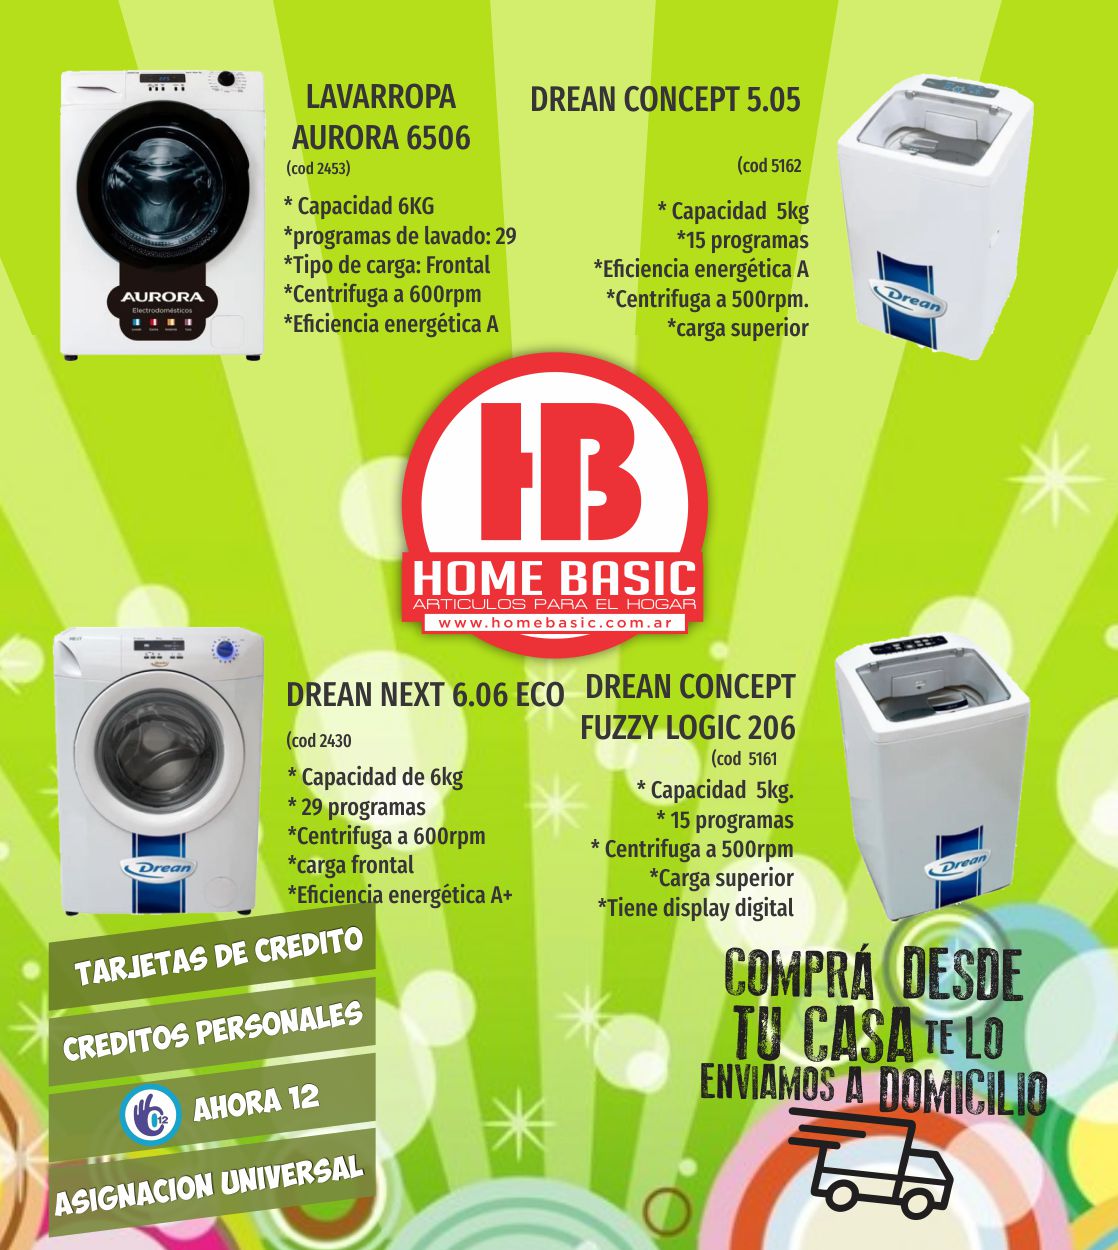 LAVARROPA
AURORA 6506
(cod 2453)
* Capacidad 6KG
*programas de lavado: 29
*Tipo de carga: Frontal
*Centrifuga a 600rpm
*Eficiencia energética A
AURORA
Electrodomésticos
DREAN CONCEPT 5.05
(cod 5162
* Capacidad 5kg
*15 programas
*Eficiencia energética A
*Centrifuga a 500rpm.
*carga superior
Drean
HB
HOME BASIC
ARTICULOS PARA EL HOGAR
www.homebasic.com.ar
DREAN NEXT 6.06 ECO
(cod 2430
* Capacidad de 6kg
* 29 programas
*Centrifuga a 600rpm
*carga frontal
*Eficiencia energética A+
Drean
DREAN CONCEPT
FUZZY LOGIC 206
(cod 5161
* Capacidad 5kg.
* 15 programas
* Centrifuga a 500rpm
*Carga superior
*Tiene display digital
Drean
TARJETAS DE CREDITO
CREDITOS PERSONALES
12 AHORA 12
ASIGNACION UNIVERSAL
COMPRÁ DESDE
TU CASA TE LO
ENVIAMOS A DOMICILIO